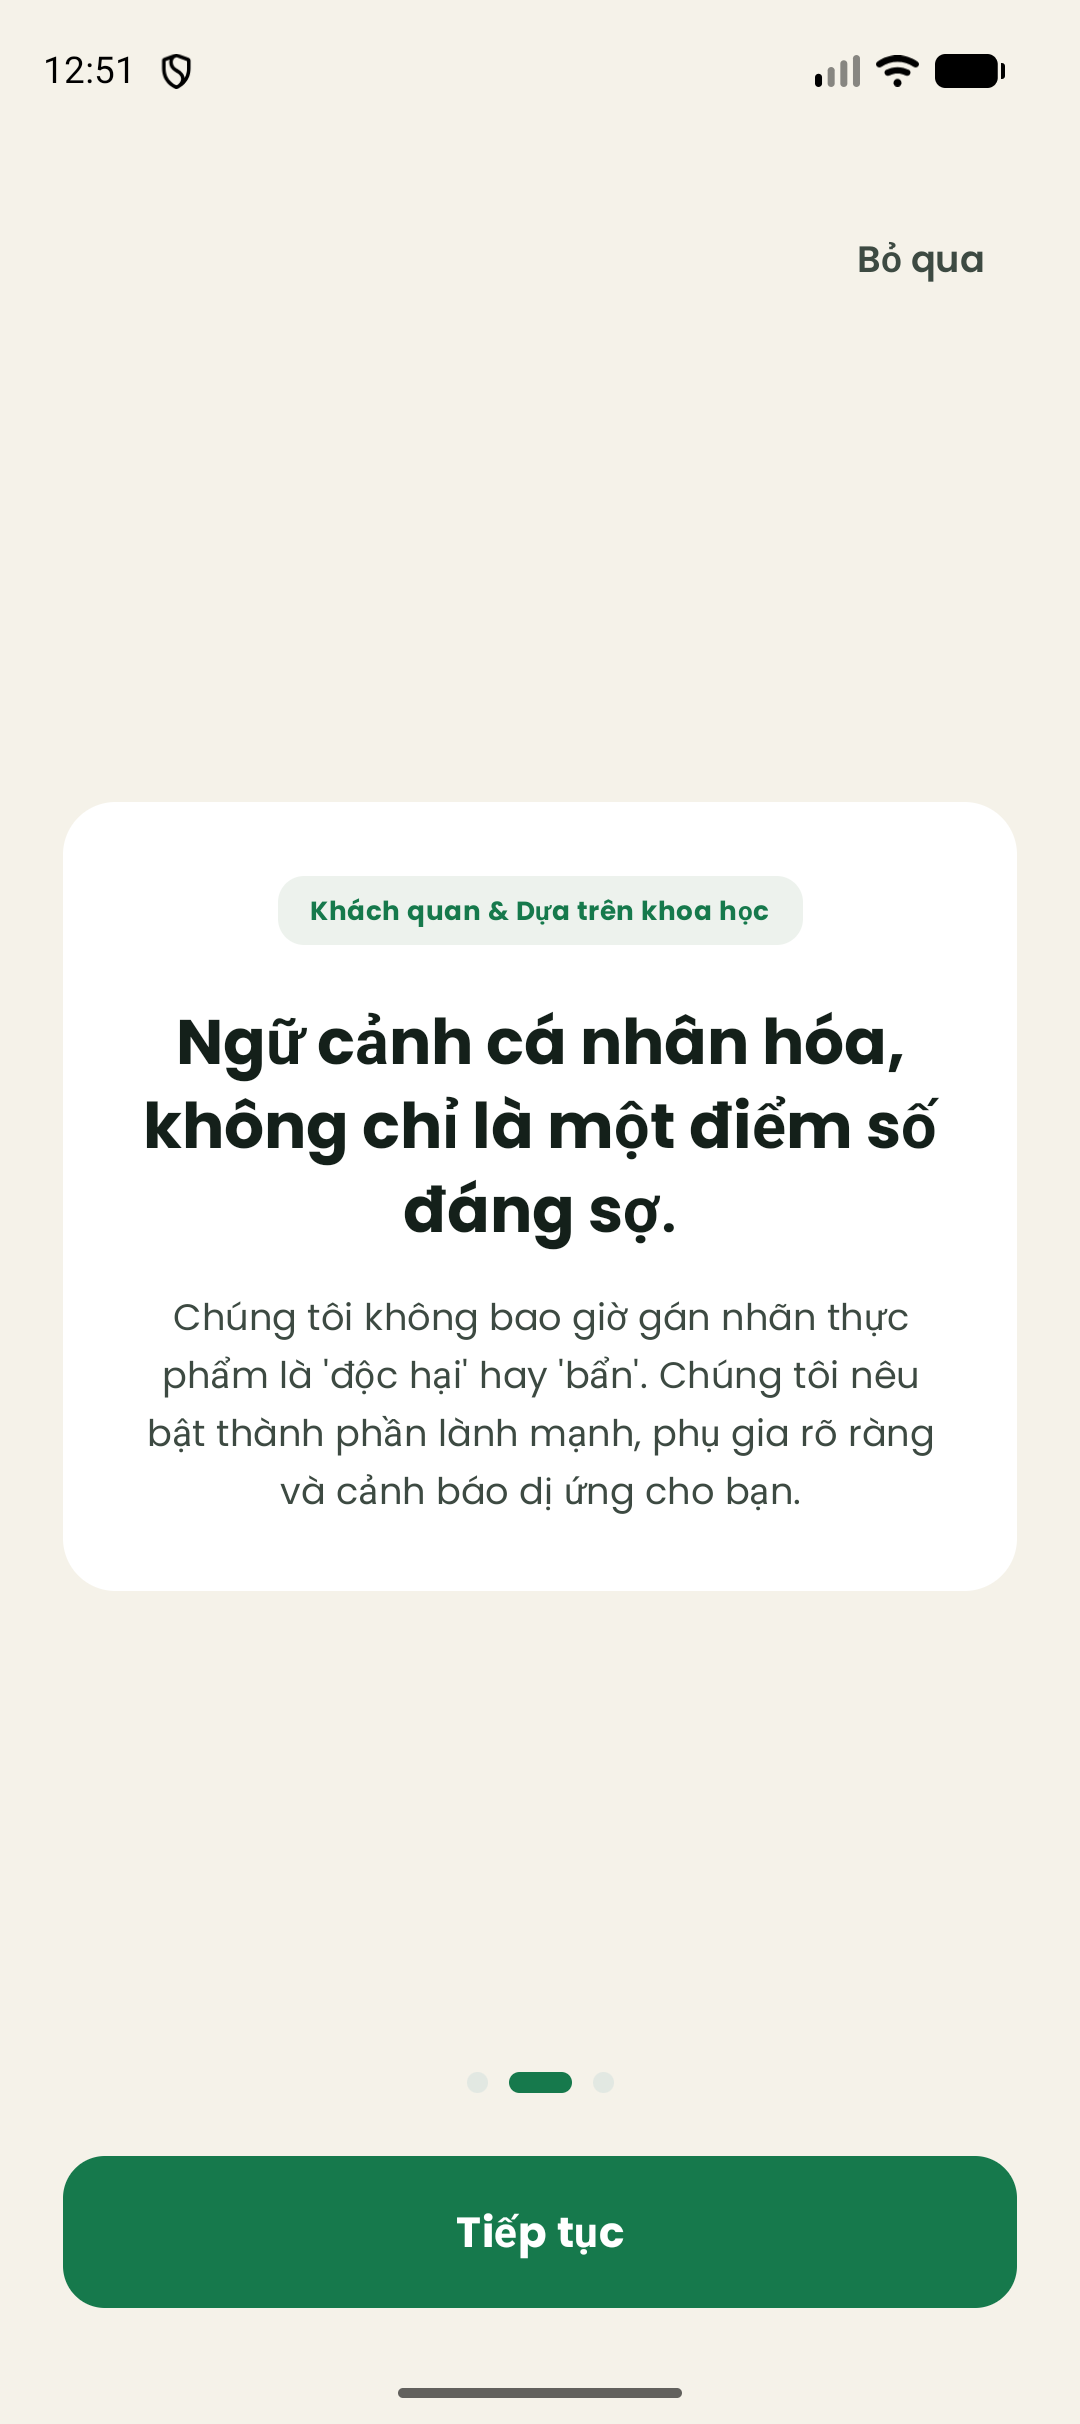 12:51
Bỏ qua
Khách quan & Dựa trên khoa học
Ngữ cảnh cá nhân hóa,
không chỉ là một điểm số
đáng sợ.
Chúng tôi không bao giờ gán nhãn thực
phẩm là 'độc hại' hay 'bẩn'. Chúng tôi nêu
bật thành phần lành mạnh, phụ gia rõ ràng
và cảnh báo dị ứng cho bạn.
Tiếp tục